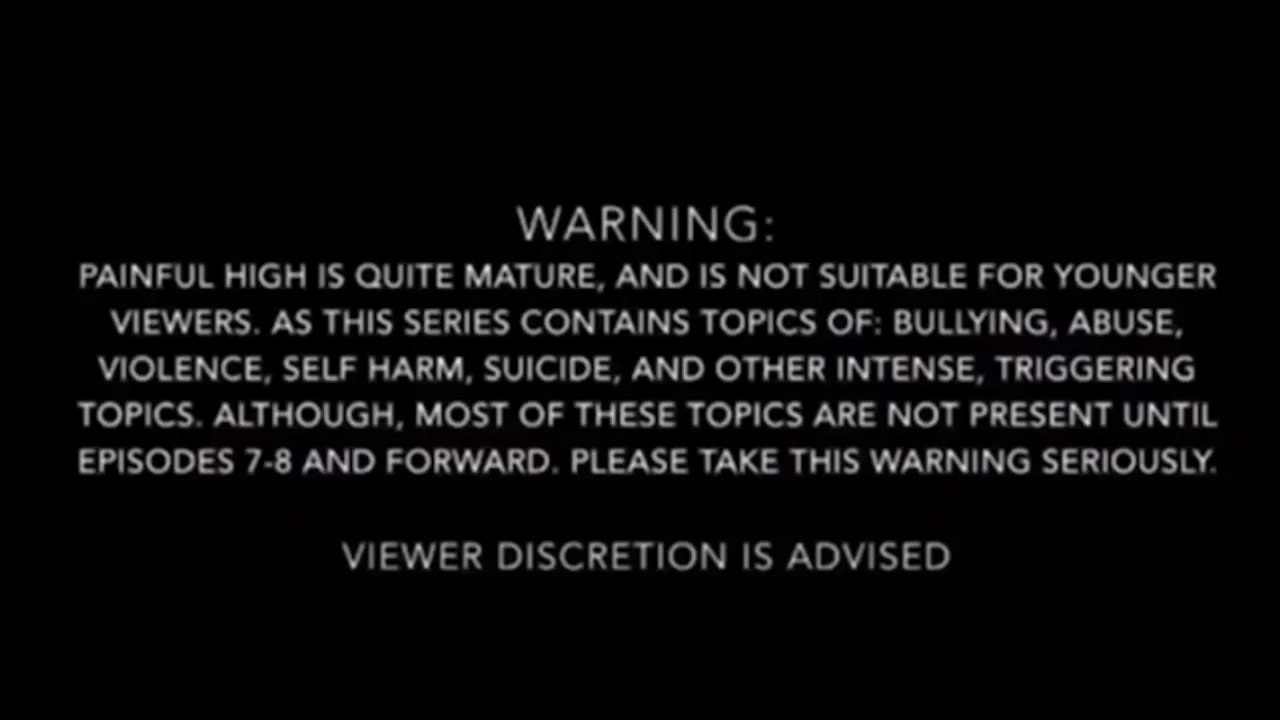 WARNING:
PAINFUL HIGH IS QUITE MATURE, AND IS NOT SUITABLE FOR YOUNGER
VIEWERS. AS THIS SERIES CONTAINS TOPICS OF: BULLYING, ABUSE,
VIOLENCE, SELF HARM, SUICIDE, AND OTHER INTENSE, TRIGGERING
TOPICS. ALTHOUGH, MOST OF THESE TOPICS ARE NOT PRESENT UNTIL
EPISODES 7-8 AND FORWARD. PLEASE TAKE THIS WARNING SERIOUSLY.
VIEWER DISCRETION IS ADVISED